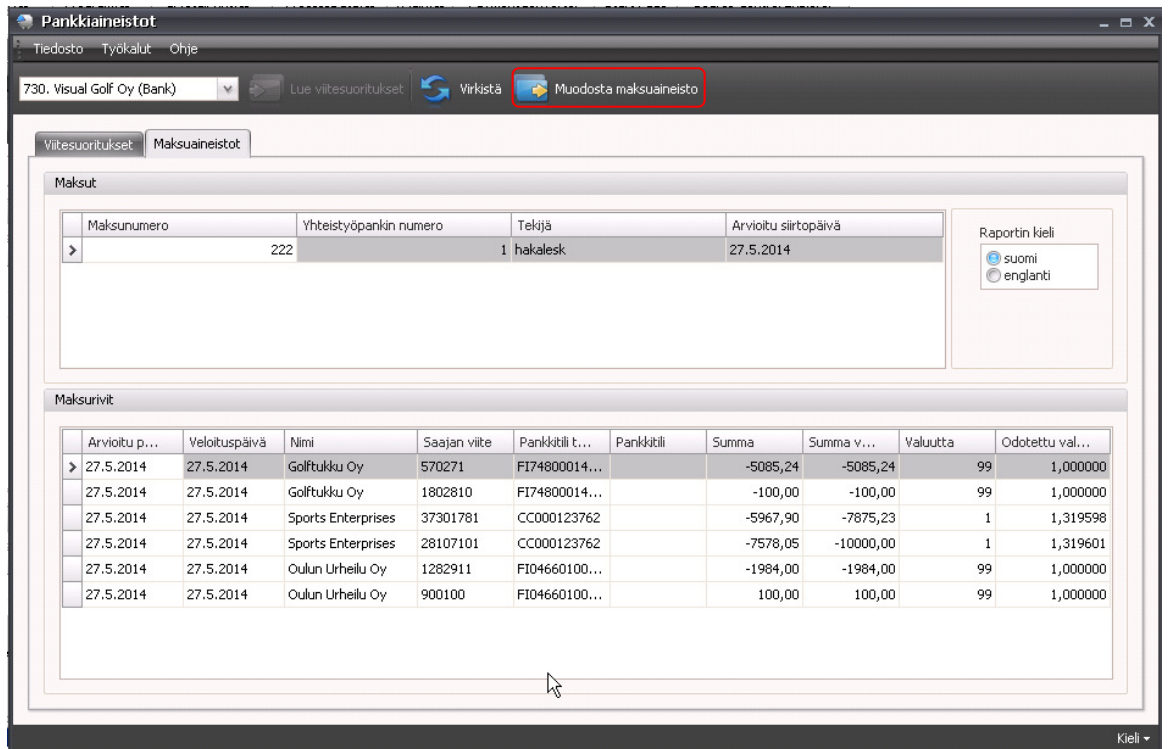 Pankkiaineistot
Tiedosto Työkalut Ohje
730. Visual Golf Oy (Bank) Lue viitesuoritukset Virkistä Muodosta maksuaineisto
Viitesuoritukset Maksuaineistot
Maksut
Maksunumero Yhteistyöpankin numero Tekijä Arvioitu siirtopäivä
222 1 hakalesk 27.5.2014
Raportin kieli
suomi
englanti
Maksurivit
Arvioitu p... Veloituspäivä Nimi Saajan viite Pankkitili t... Pankkitili Summa Summa v... Valuutta Odotettu val...
27.5.2014 27.5.2014 Golftukku Oy 570271 FI74800014... -5085,24 -5085,24 99 1,000000
27.5.2014 27.5.2014 Golftukku Oy 1802810 FI74800014... -100,00 -100,00 99 1,000000
27.5.2014 27.5.2014 Sports Enterprises 37301781 CC000123762 -5967,90 -7875,23 1 1,319598
27.5.2014 27.5.2014 Sports Enterprises 28107101 CC000123762 -7578,05 -10000,00 1 1,319601
27.5.2014 27.5.2014 Oulun Urheilu Oy 1282911 FI04660100... -1984,00 -1984,00 99 1,000000
27.5.2014 27.5.2014 Oulun Urheilu Oy 900100 FI04660100... 100,00 100,00 99 1,000000
Kieli